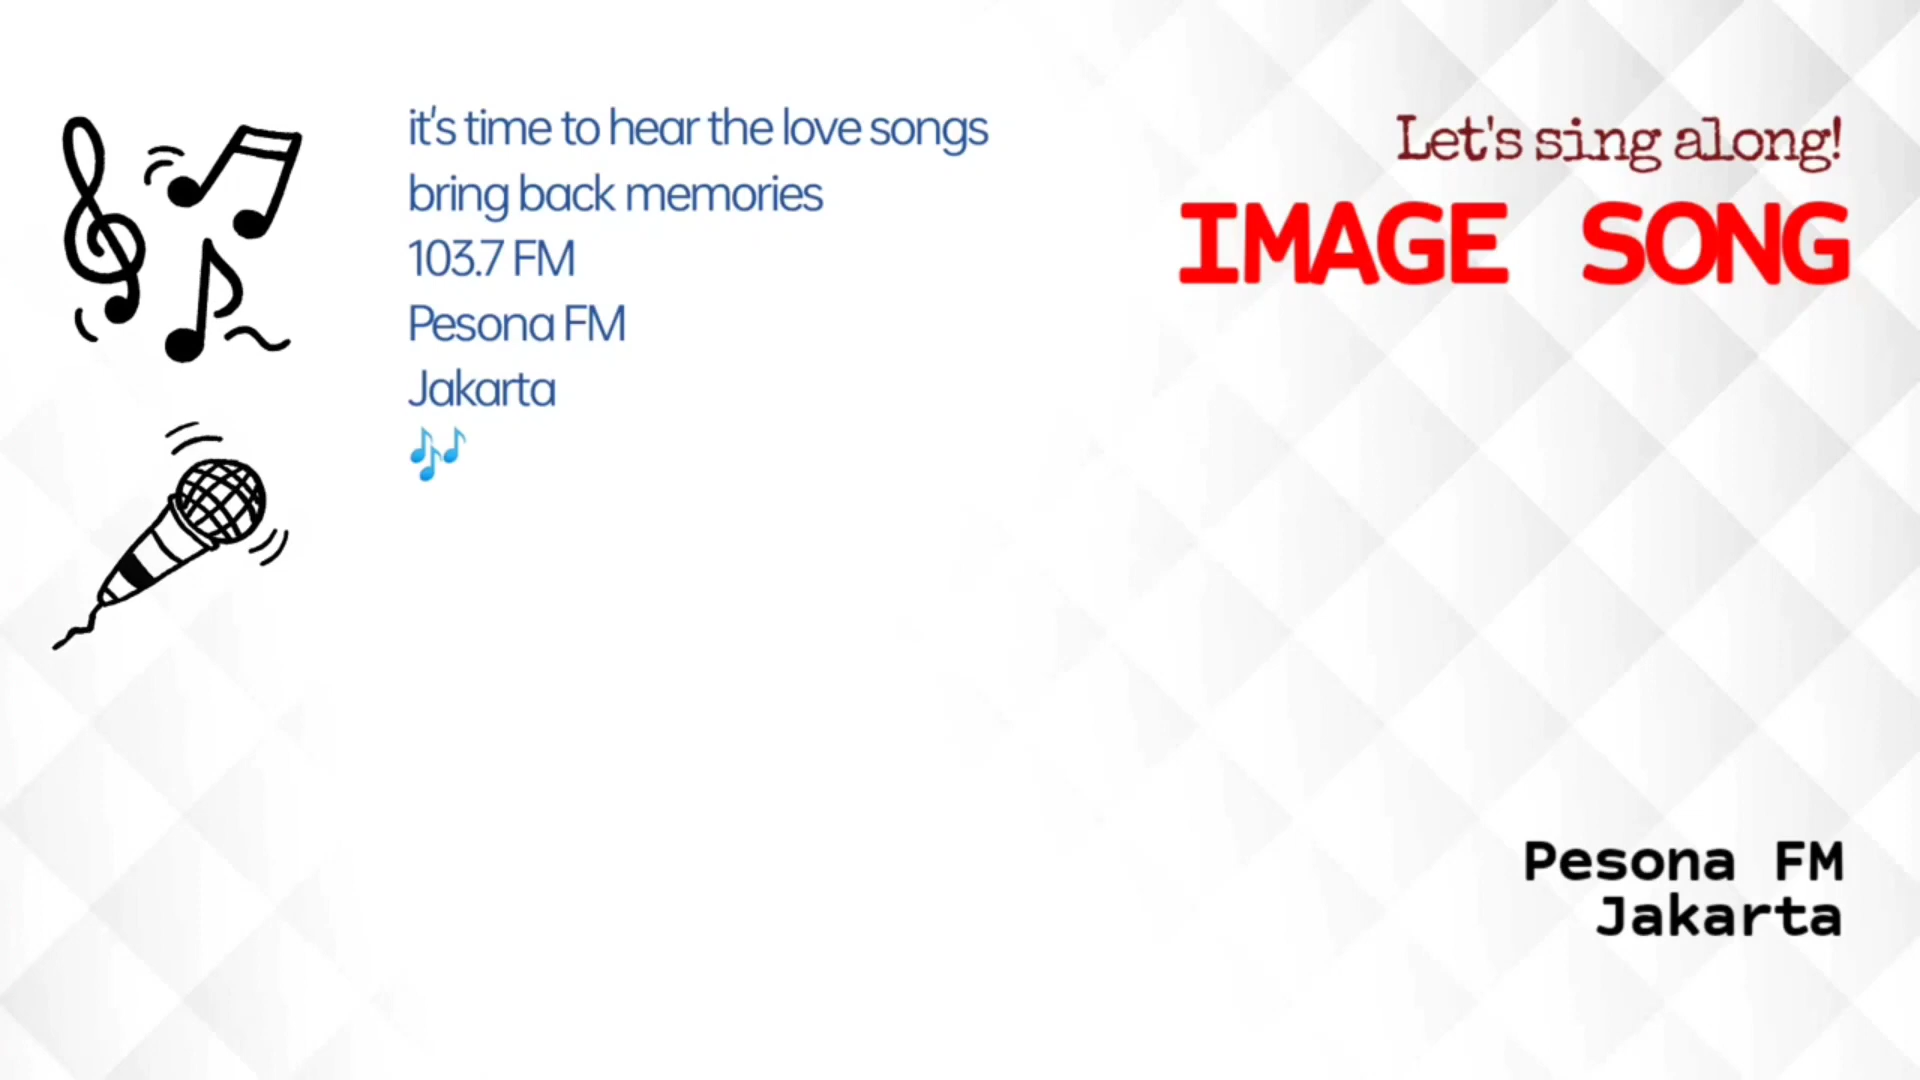 it's time to hear the love songs
bring back memories
103.7 FM
Pesona FM
Jakarta
🎶
Let's sing along!
IMAGE SONG
Pesona FM
Jakarta